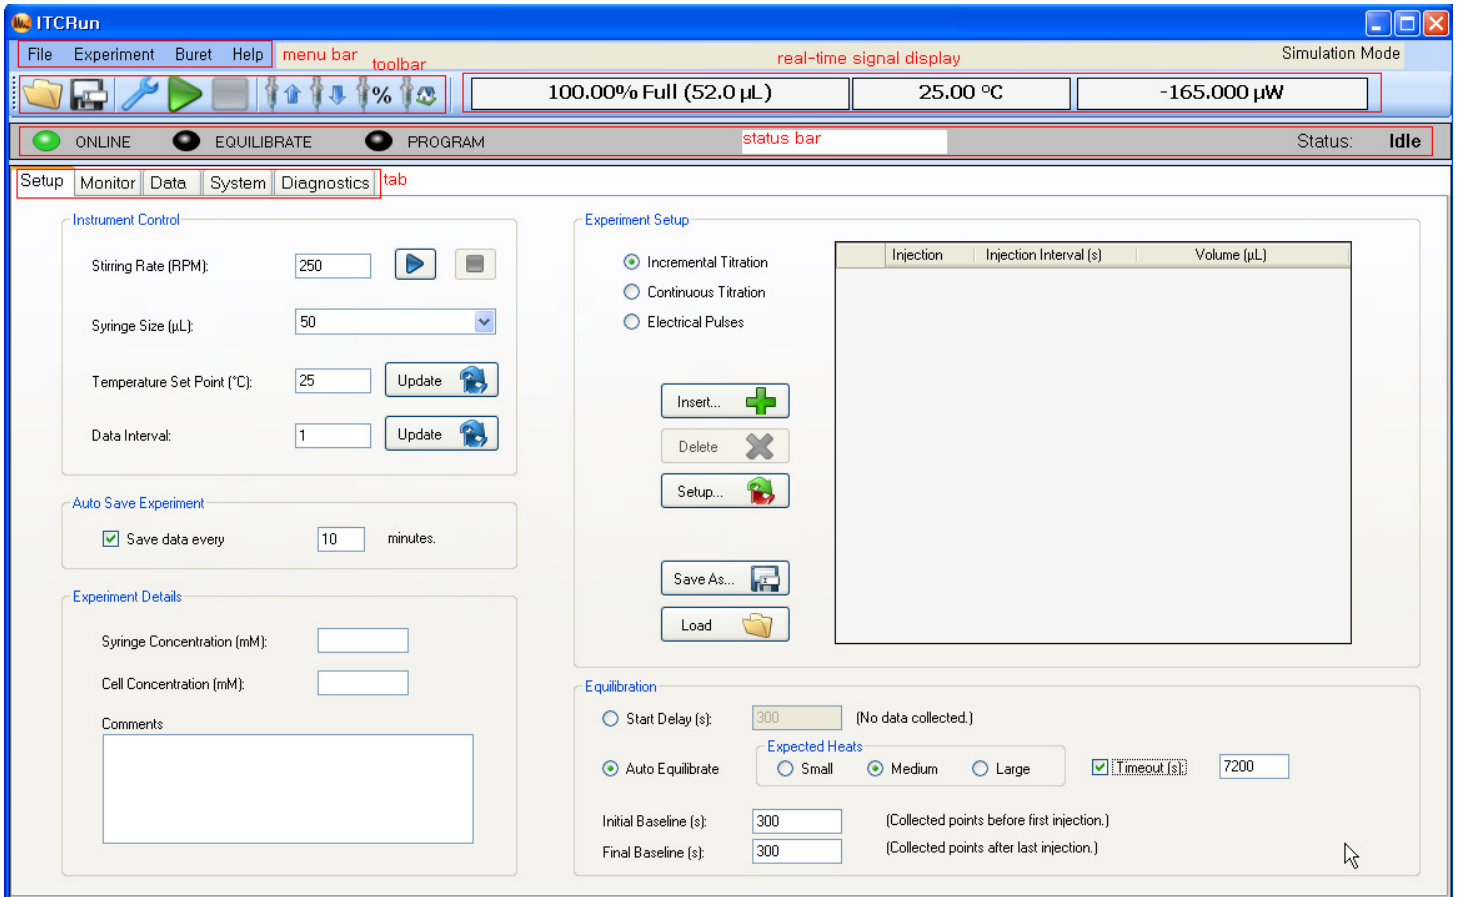 ITCRun
File Experiment Buret Help menu bar toolbar real-time signal display Simulation Mode
% 100.00% Full (52.0 µL) 25.00 ºC -165.000 µW
ONLINE EQUILIBRATE PROGRAM status bar Status: Idle
Setup Monitor Data System Diagnostics tab
Instrument Control
Stirring Rate (RPM): 250
Syringe Size (µL): 50
Temperature Set Point (°C): 25 Update
Data Interval: 1 Update
Auto Save Experiment
Save data every 10 minutes.
Experiment Details
Syringe Concentration (mM):
Cell Concentration (mM):
Comments
Experiment Setup
Incremental Titration
Continuous Titration
Electrical Pulses
Insert...
Delete
Setup...
Save As...
Load
Injection Injection Interval (s) Volume (µL)
Equilibration
Start Delay (s): 300 (No data collected.)
Expected Heats
Auto Equilibrate Small Medium Large Timeout (s): 7200
Initial Baseline (s): 300 (Collected points before first injection.)
Final Baseline (s): 300 (Collected points after last injection.)